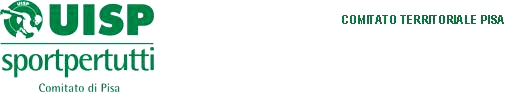 UISP
sportpertutti
Comitato di Pisa
COMITATO TERRITORIALE PISA